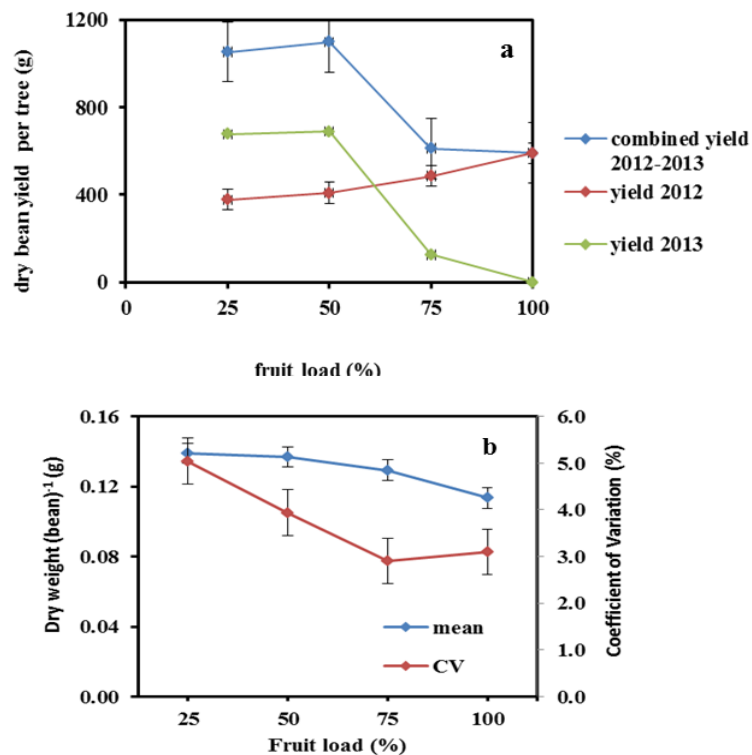 a
dry bean yield per tree (g)
1200
800
400
0
0 25 50 75 100
fruit load (%)
combined yield
2012-2013
yield 2012
yield 2013
b
Dry weight (bean)⁻¹ (g)
0.16
0.12
0.08
0.04
0.00
6.0
5.0
4.0
3.0
2.0
1.0
0.0
Coefficient of Variation (%)
mean
CV
25 50 75 100
Fruit load (%)